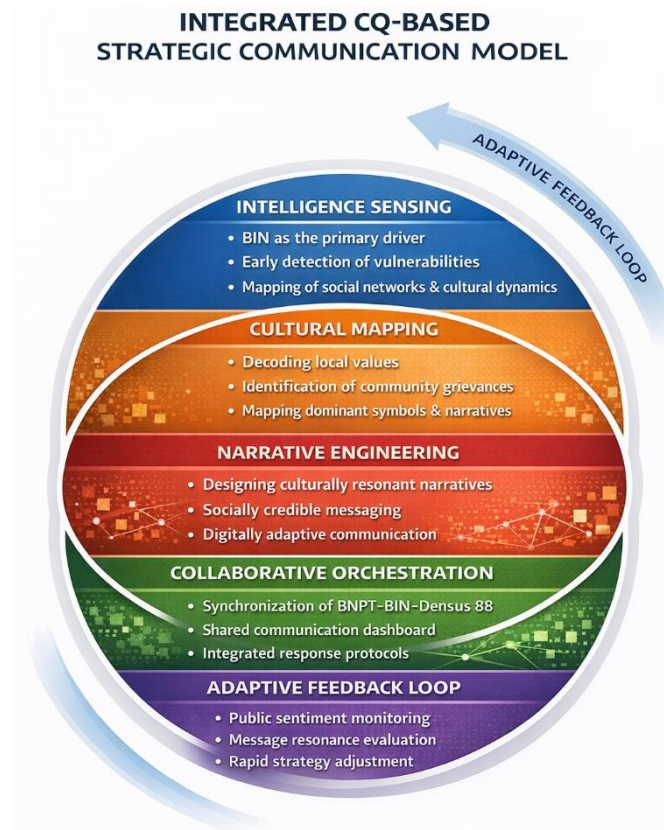 INTEGRATED CQ-BASED
STRATEGIC COMMUNICATION MODEL
ADAPTIVE FEEDBACK LOOP
INTELLIGENCE SENSING
• BIN as the primary driver
• Early detection of vulnerabilities
• Mapping of social networks & cultural dynamics
CULTURAL MAPPING
• Decoding local values
• Identification of community grievances
• Mapping dominant symbols & narratives
NARRATIVE ENGINEERING
• Designing culturally resonant narratives
• Socially credible messaging
• Digitally adaptive communication
COLLABORATIVE ORCHESTRATION
• Synchronization of BNPT-BIN-Densus 88
• Shared communication dashboard
• Integrated response protocols
ADAPTIVE FEEDBACK LOOP
• Public sentiment monitoring
• Message resonance evaluation
• Rapid strategy adjustment